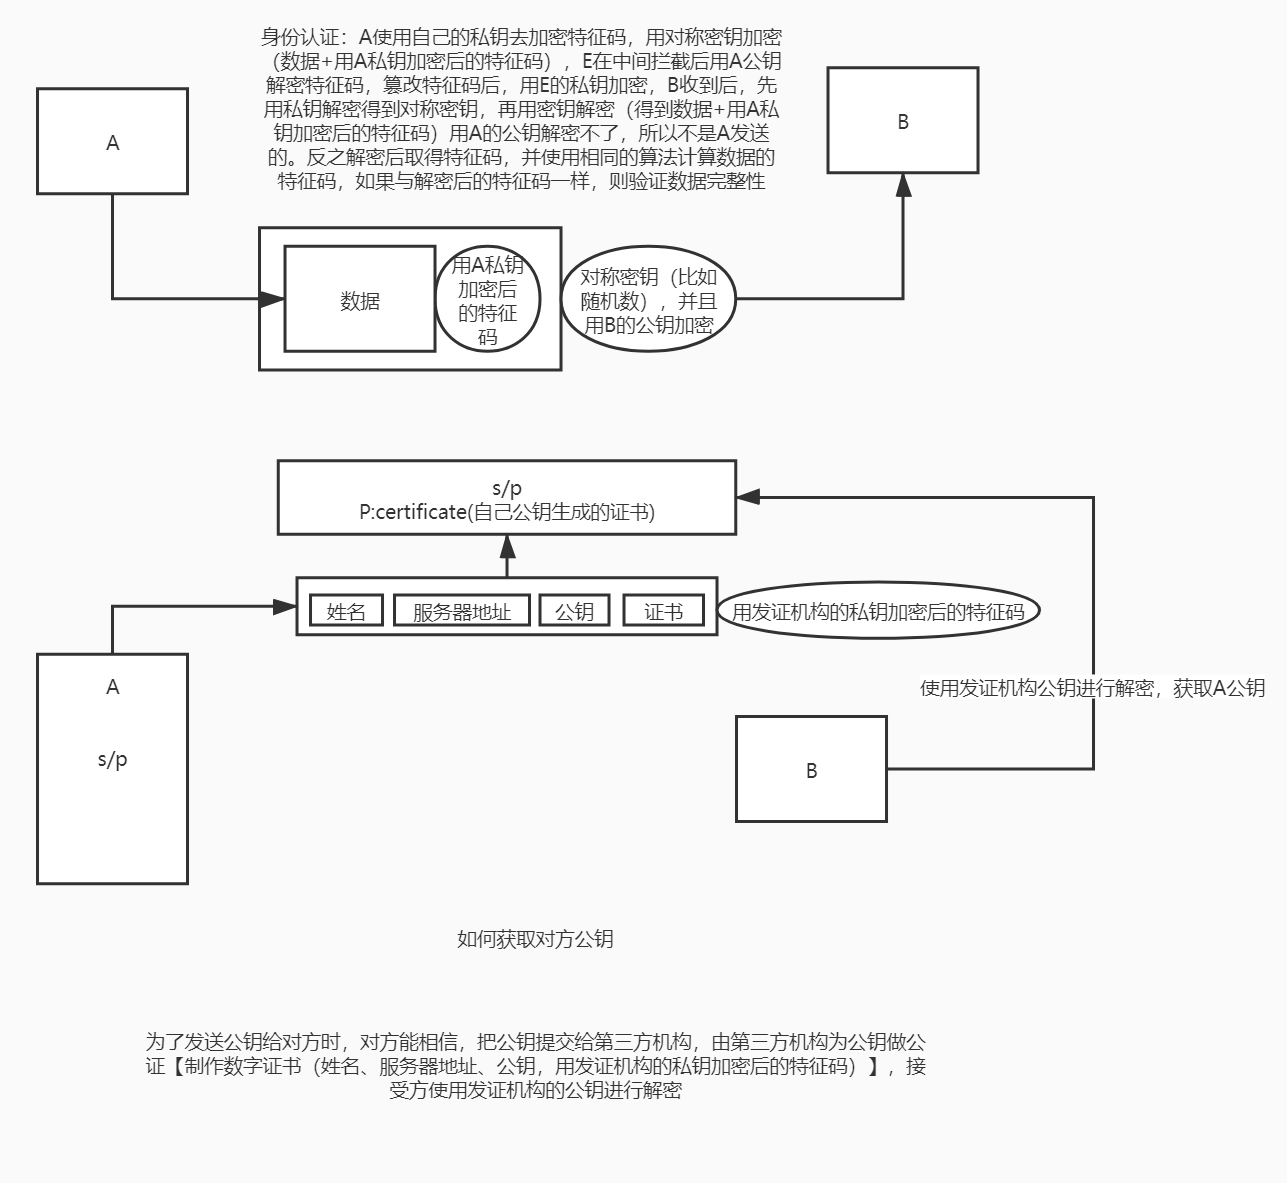 身份认证：A使用自己的私钥去加密特征码，用对称密钥加密
（数据+用A私钥加密后的特征码），E在中间拦截后用A公钥
解密特征码，篡改特征码后，用E的私钥加密，B收到后，先
用私钥解密得到对称密钥，再用密钥解密（得到数据+用A私
钥加密后的特征码）用A的公钥解密不了，所以不是A发送
的。反之解密后取得特征码，并使用相同的算法计算数据的
特征码，如果与解密后的特征码一样，则验证数据完整性
A
B
数据
用A私钥
加密后
的特征
码
对称密钥（比如
随机数），并且
用B的公钥加密
s/p
P:certificate(自己公钥生成的证书)
姓名
服务器地址
公钥
证书
用发证机构的私钥加密后的特征码
A
s/p
使用发证机构公钥进行解密，获取A公钥
B
如何获取对方公钥
为了发送公钥给对方时，对方能相信，把公钥提交给第三方机构，由第三方机构为公钥做公
证【制作数字证书（姓名、服务器地址、公钥，用发证机构的私钥加密后的特征码）】，接
受方使用发证机构的公钥进行解密